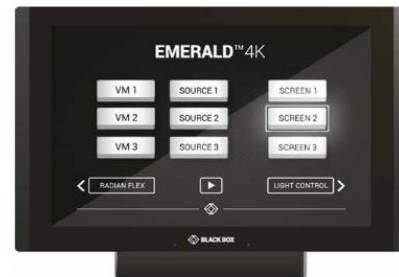 EMERALD™4K
VM 1 SOURCE 1 SCREEN 1
VM 2 SOURCE 2 SCREEN 2
VM 3 SOURCE 3 SCREEN 3
RADIAN FLEX LIGHT CONTROL
BLACK BOX